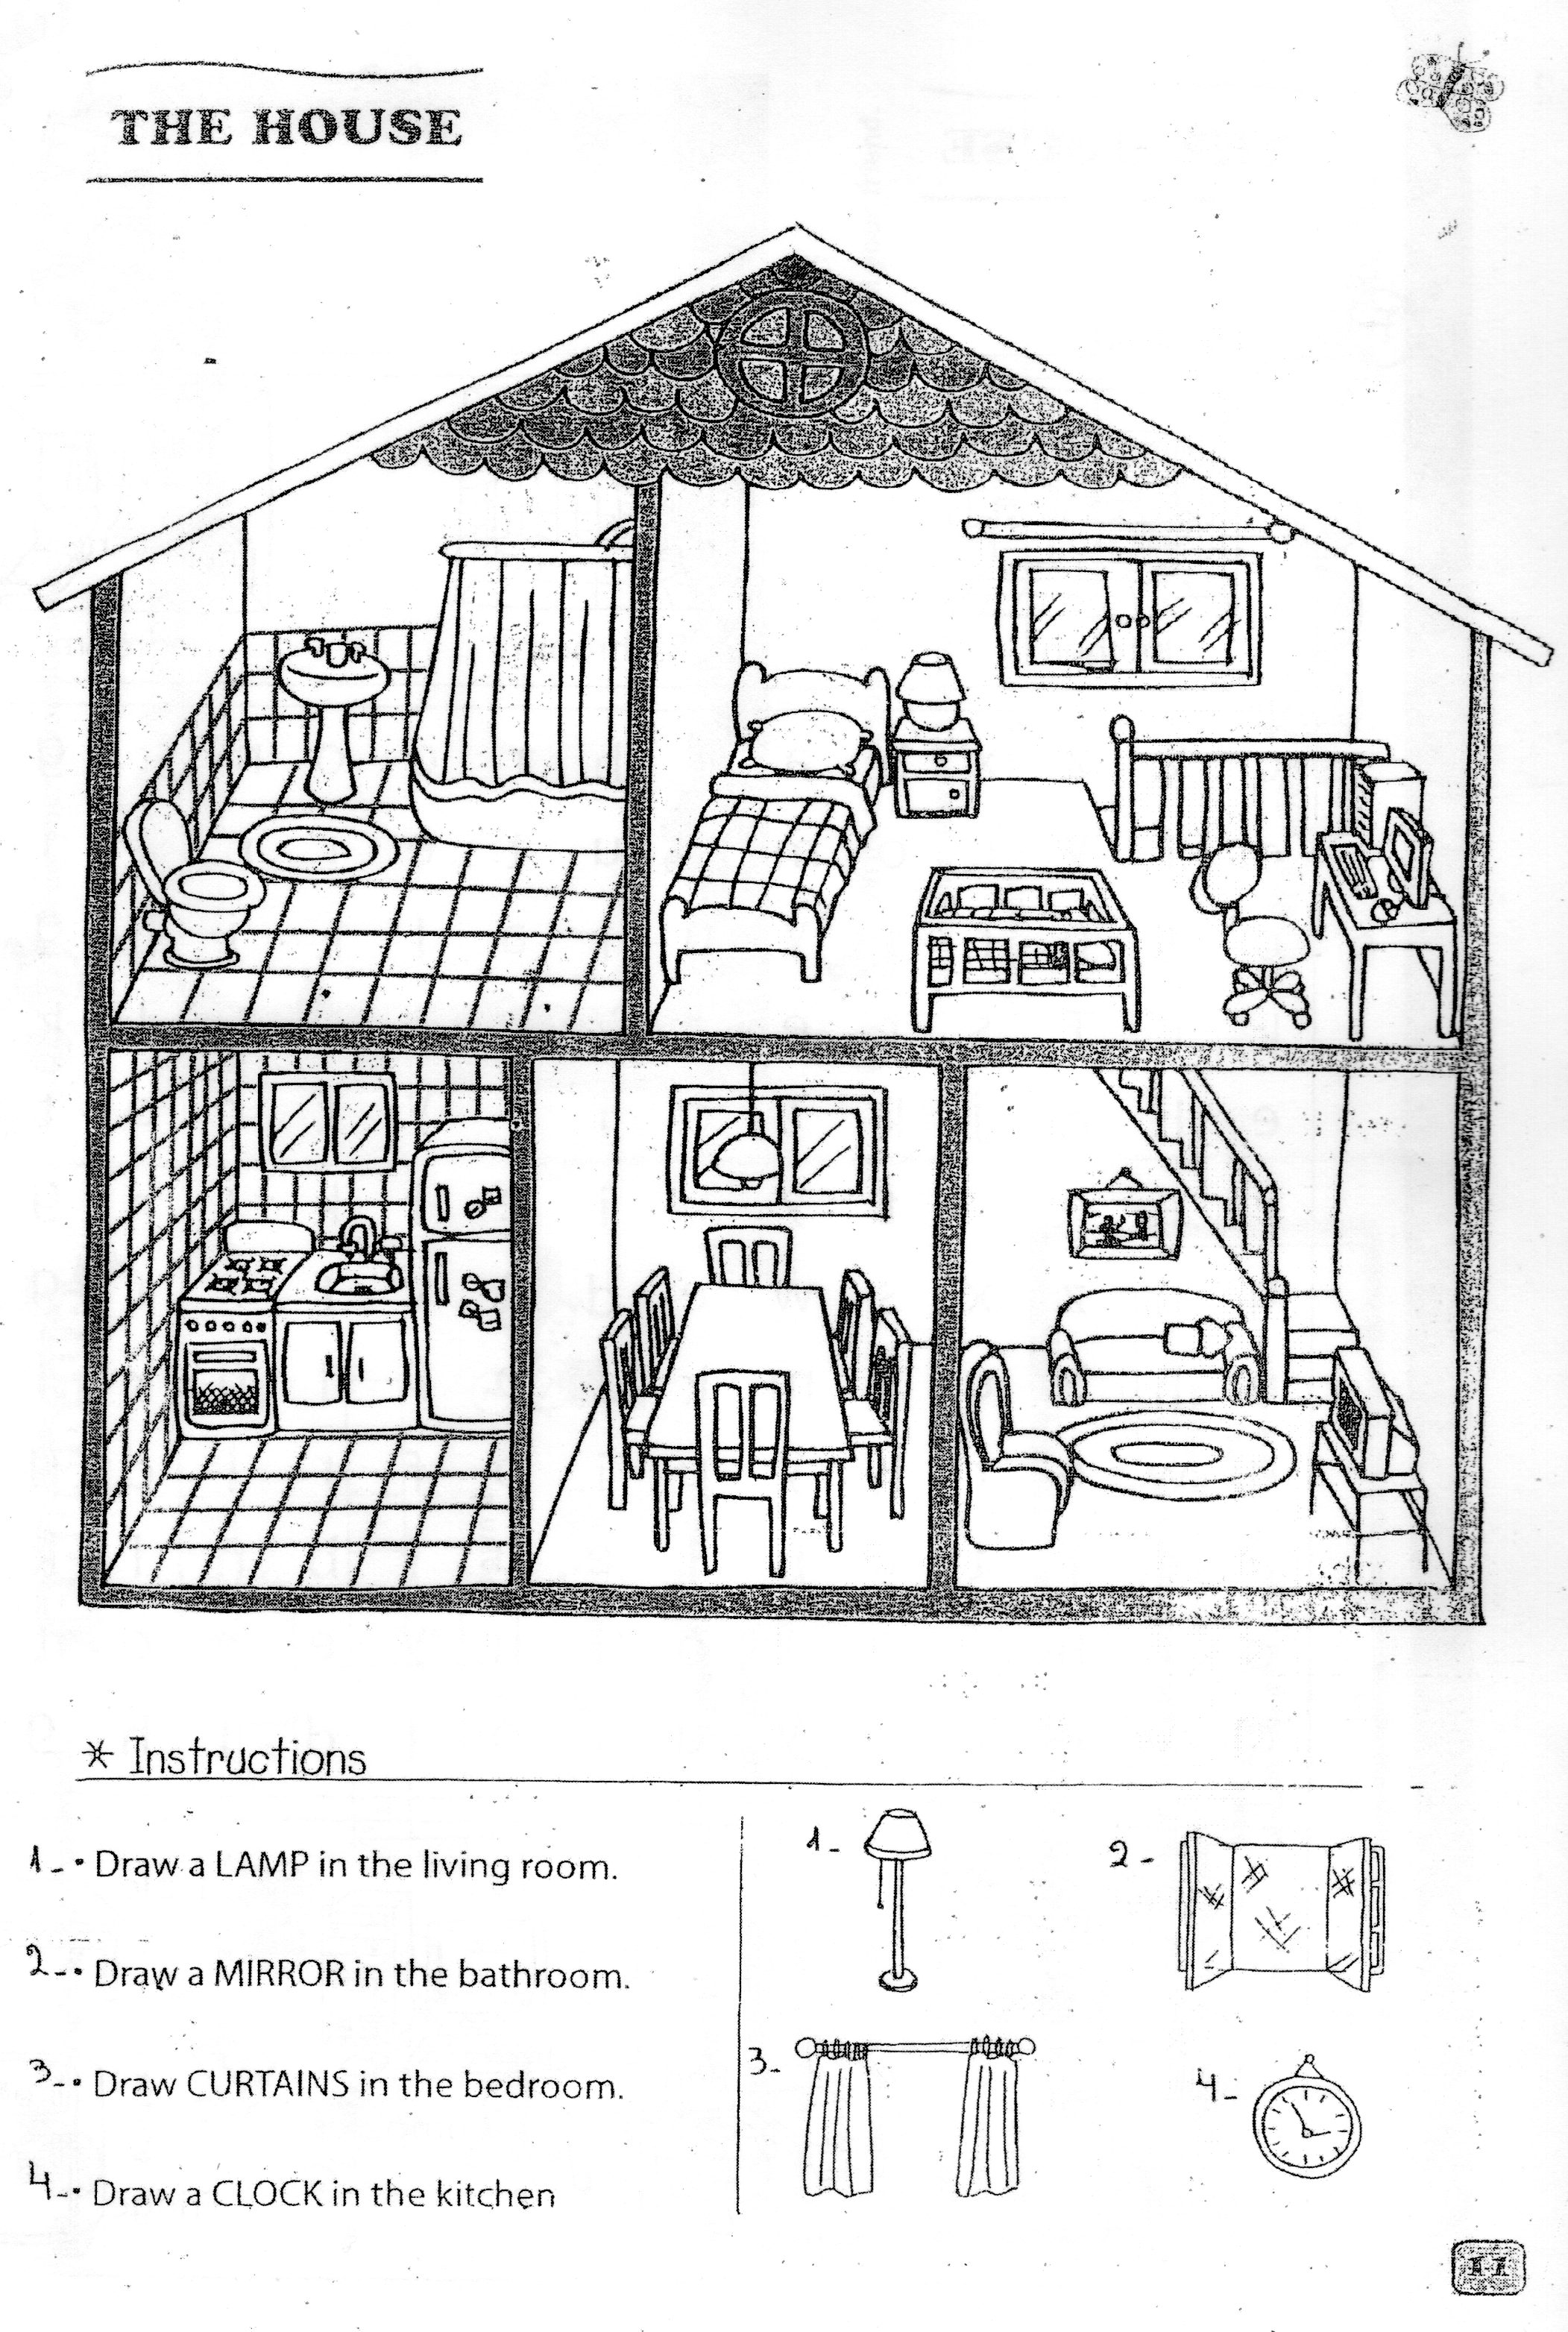 THE HOUSE
* Instructions
1-• Draw a LAMP in the living room.
2-• Draw a MIRROR in the bathroom.
3-• Draw CURTAINS in the bedroom.
4-• Draw a CLOCK in the kitchen
1-
2-
3-
4-
11